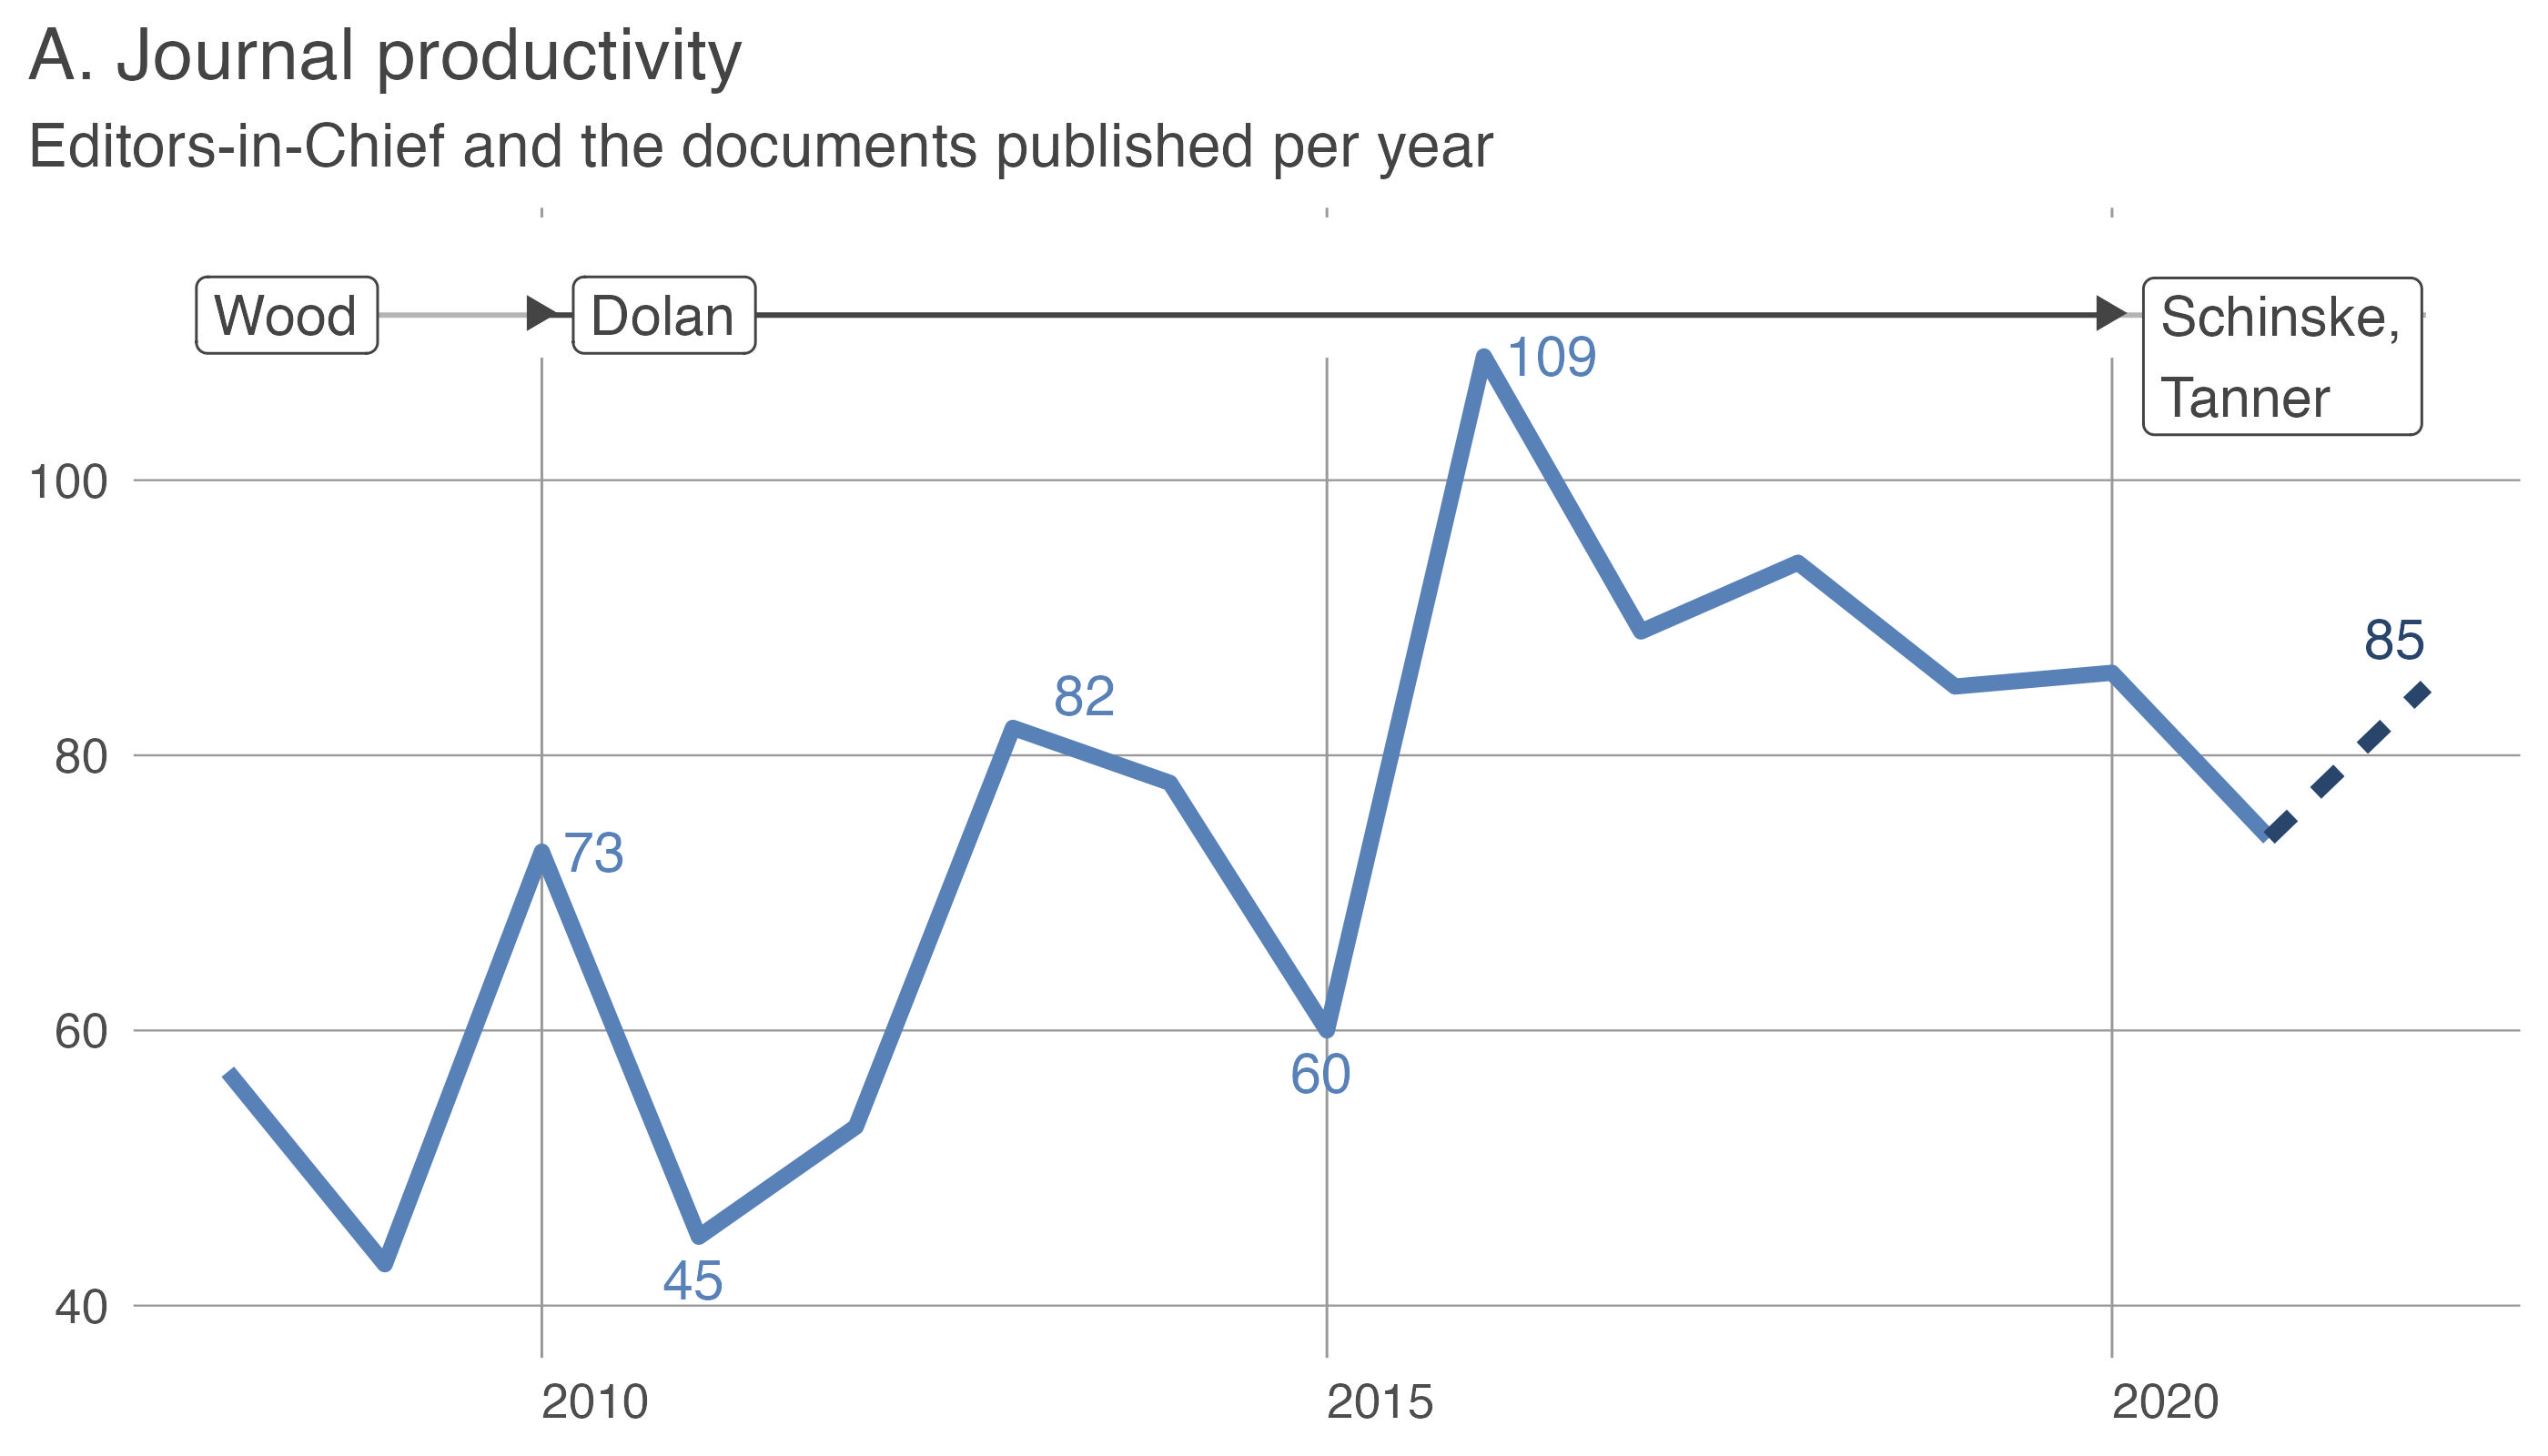 A. Journal productivity
Editors-in-Chief and the documents published per year
Wood
Dolan
Schinske,
Tanner
109
100
85
82
80
73
60
60
45
40
2010
2015
2020